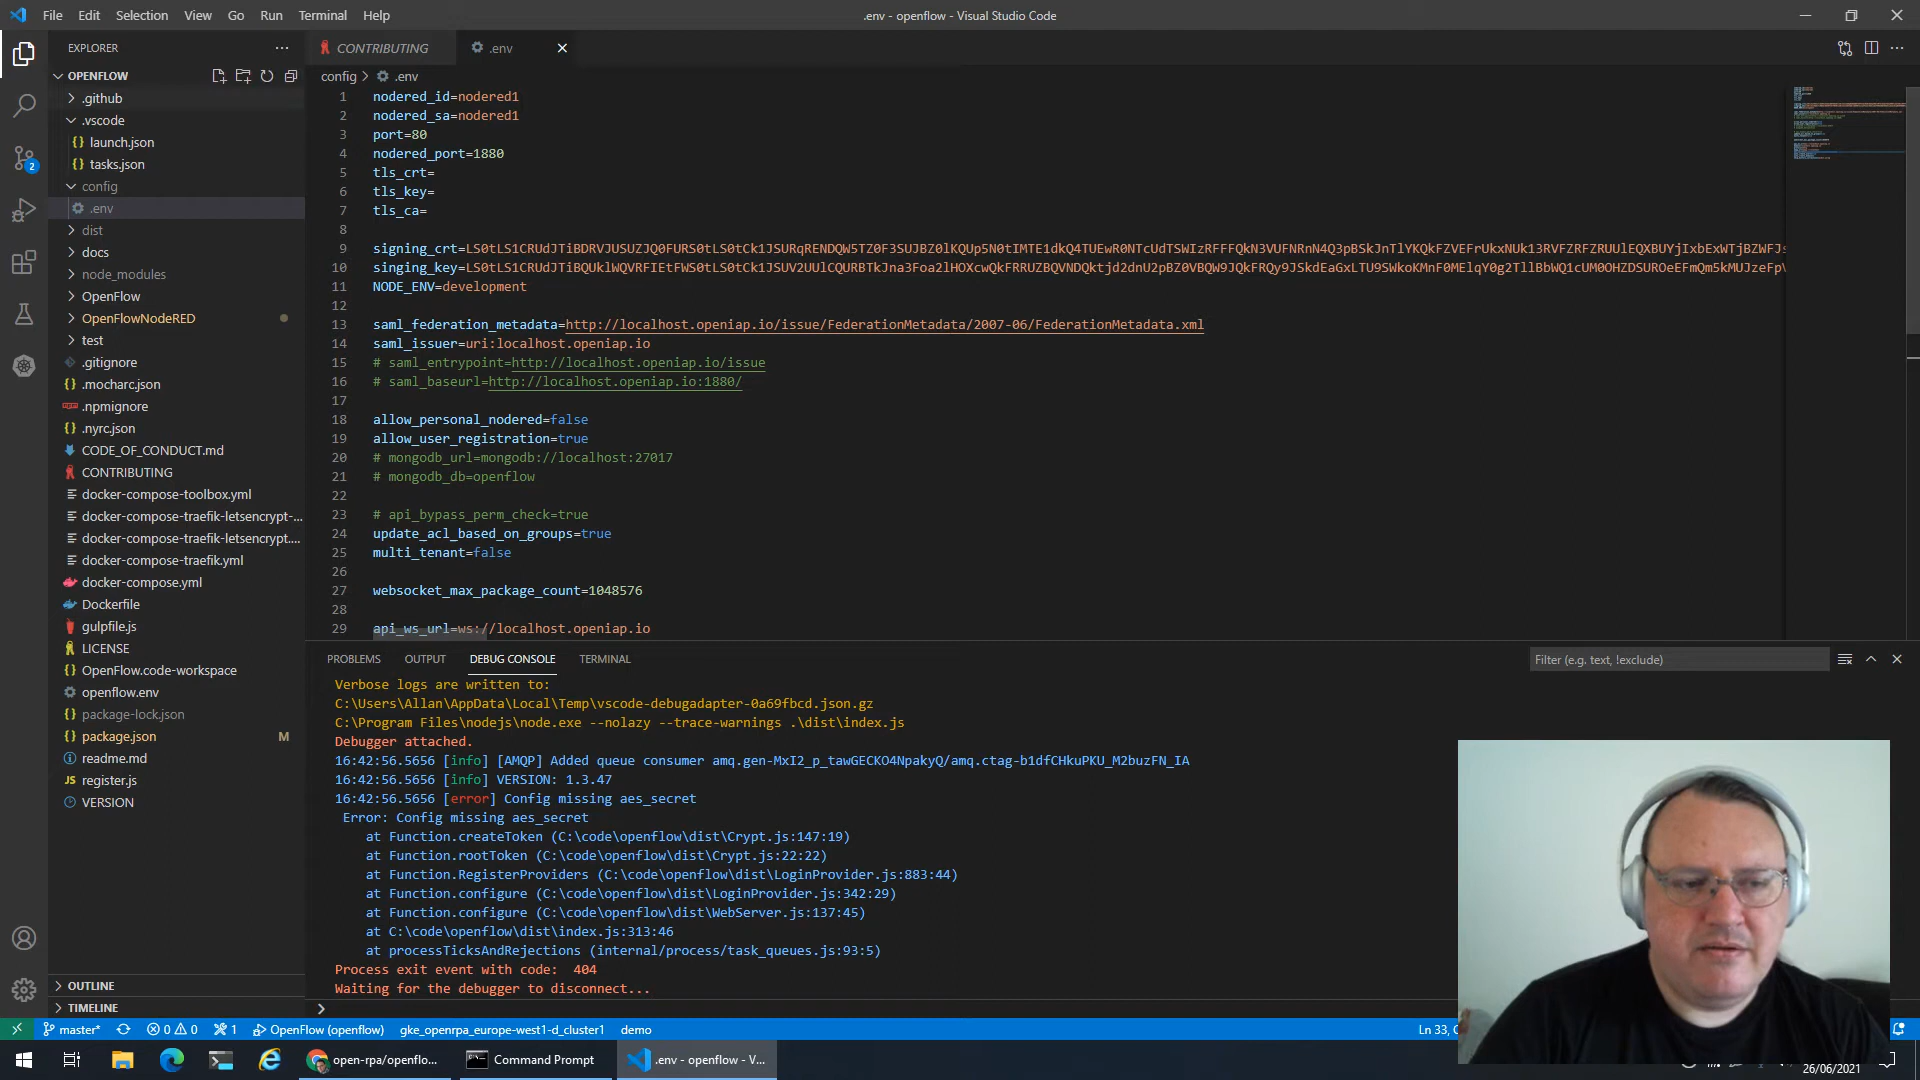 File Edit Selection View Go Run Terminal Help
.env - openflow - Visual Studio Code
EXPLORER
OPENFLOW
.github
.vscode
launch.json
tasks.json
config
.env
dist
docs
node_modules
OpenFlow
OpenFlowNodeRED
test
.gitignore
.mocharc.json
.npmignore
.nyrc.json
CODE_OF_CONDUCT.md
CONTRIBUTING
docker-compose-toolbox.yml
docker-compose-traefik-letsencrypt-...
docker-compose-traefik-letsencrypt....
docker-compose-traefik.yml
docker-compose.yml
Dockerfile
gulpfile.js
LICENSE
OpenFlow.code-workspace
openflow.env
package-lock.json
package.json M
readme.md
register.js
VERSION
OUTLINE
TIMELINE
CONTRIBUTING
.env
config > .env
1 nodered_id=nodered1
2 nodered_sa=nodered1
3 port=80
4 nodered_port=1880
5 tls_crt=
6 tls_key=
7 tls_ca=
8
9 signing_crt=
10 singing_key=
11 NODE_ENV=development
12
13 saml_federation_metadata=http://localhost.openiap.io/issue/FederationMetadata/2007-06/FederationMetadata.xml
14 saml_issuer=uri:localhost.openiap.io
15 # saml_entrypoint=http://localhost.openiap.io/issue
16 # saml_baseurl=http://localhost.openiap.io:1880/
17
18 allow_personal_nodered=false
19 allow_user_registration=true
20 # mongodb_url=mongodb://localhost:27017
21 # mongodb_db=openflow
22
23 # api_bypass_perm_check=true
24 update_acl_based_on_groups=true
25 multi_tenant=false
26
27 websocket_max_package_count=1048576
28
29 api_ws_url=ws://localhost.openiap.io
PROBLEMS OUTPUT DEBUG CONSOLE TERMINAL
Filter (e.g. text, !exclude)
Verbose logs are written to:
C:\Users\Allan\AppData\Local\Temp\vscode-debugadapter-0a69fbcd.json.gz
C:\Program Files\nodejs\node.exe --nolazy --trace-warnings .\dist\index.js
Debugger attached.
16:42:56.5656 [info] [AMQP] Added queue consumer amq.gen-MxI2_p_tawGECKO4NpakyQ/amq.ctag-b1dfCHkuPKU_M2buzFN_IA
16:42:56.5656 [info] VERSION: 1.3.47
16:42:56.5656 [error] Config missing aes_secret
Error: Config missing aes_secret
at Function.createToken (C:\code\openflow\dist\Crypt.js:147:19)
at Function.rootToken (C:\code\openflow\dist\Crypt.js:22:22)
at Function.RegisterProviders (C:\code\openflow\dist\LoginProvider.js:883:44)
at Function.configure (C:\code\openflow\dist\LoginProvider.js:342:29)
at Function.configure (C:\code\openflow\dist\WebServer.js:137:45)
at C:\code\openflow\dist\index.js:313:46
at processTicksAndRejections (internal/process/task_queues.js:93:5)
Process exit event with code: 404
Waiting for the debugger to disconnect...
master* 0 0 1 OpenFlow (openflow) gke_openrpa_europe-west1-d_cluster1 demo
Ln 33,
2
open-rpa/openflo...
Command Prompt
.env - openflow - V...
26/06/2021